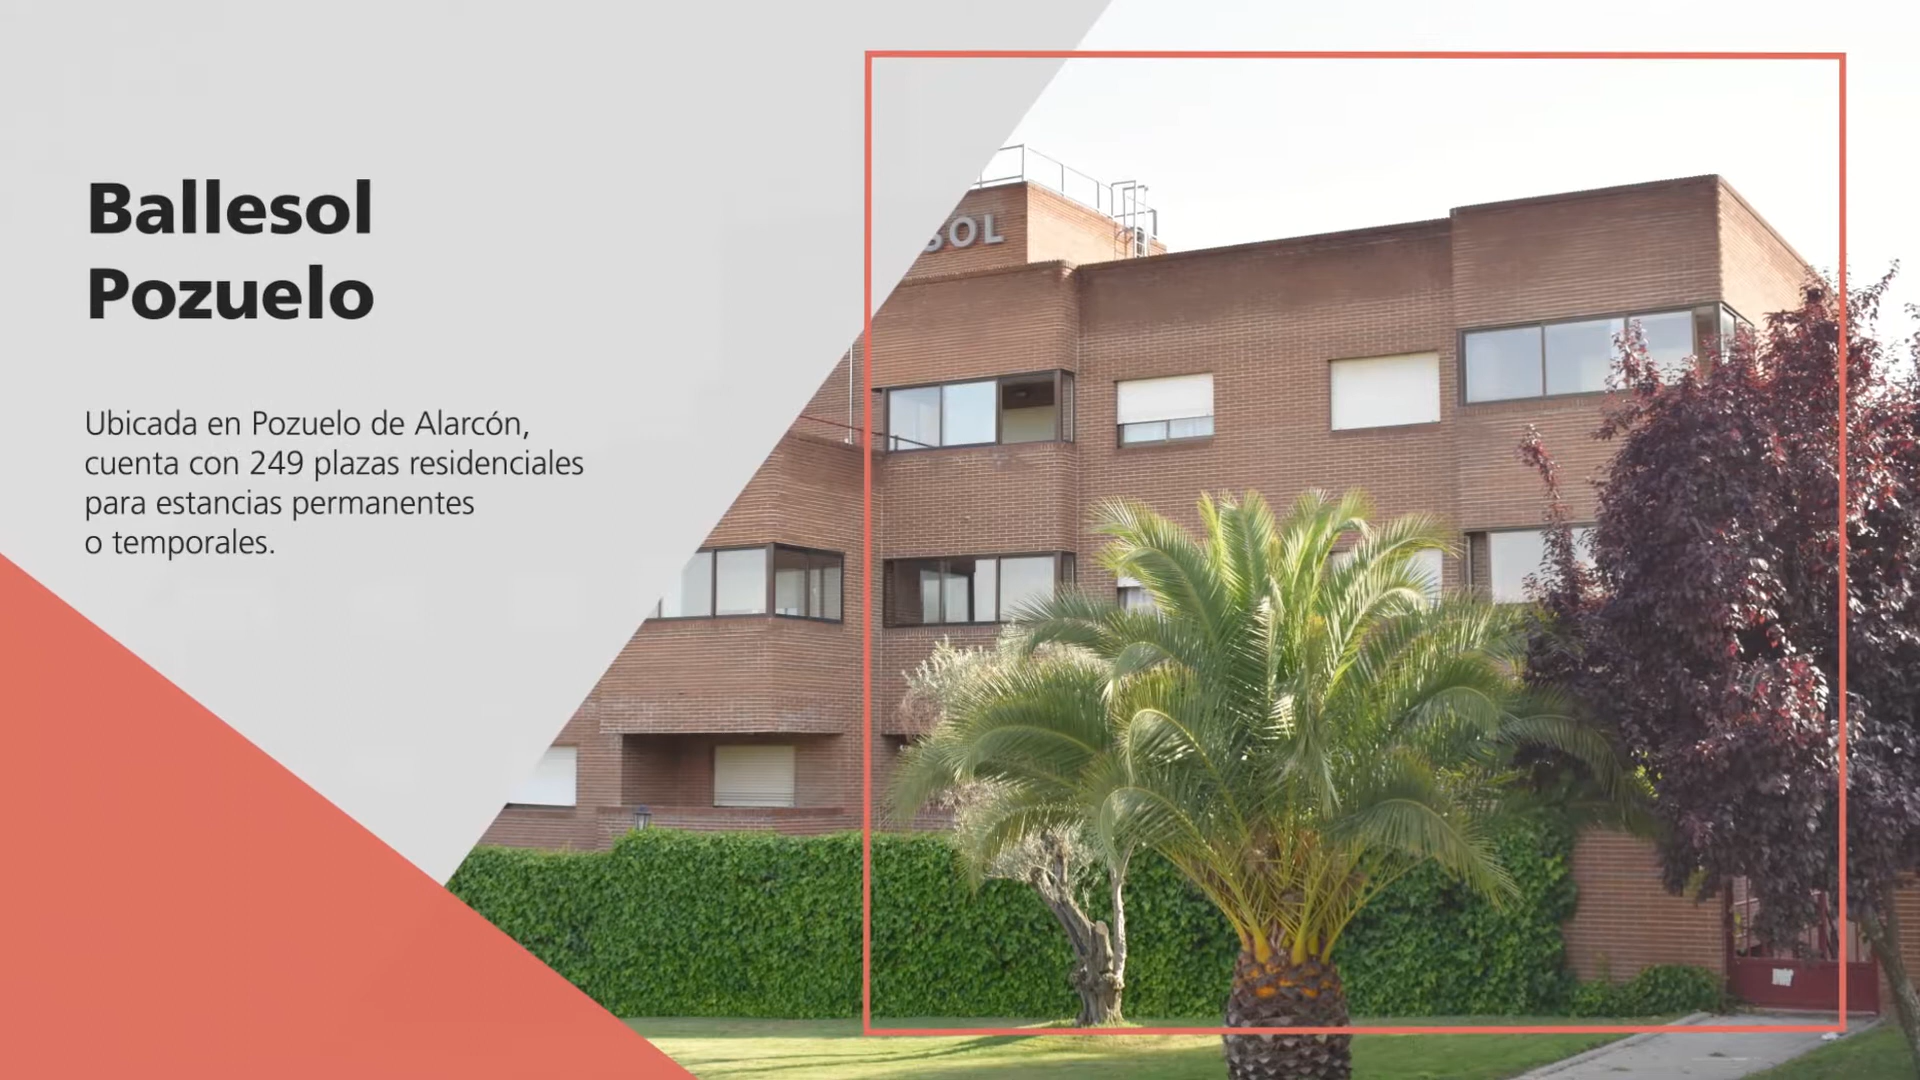 Ballesol
Pozuelo
Ubicada en Pozuelo de Alarcón,
cuenta con 249 plazas residenciales
para estancias permanentes
o temporales.
SOL